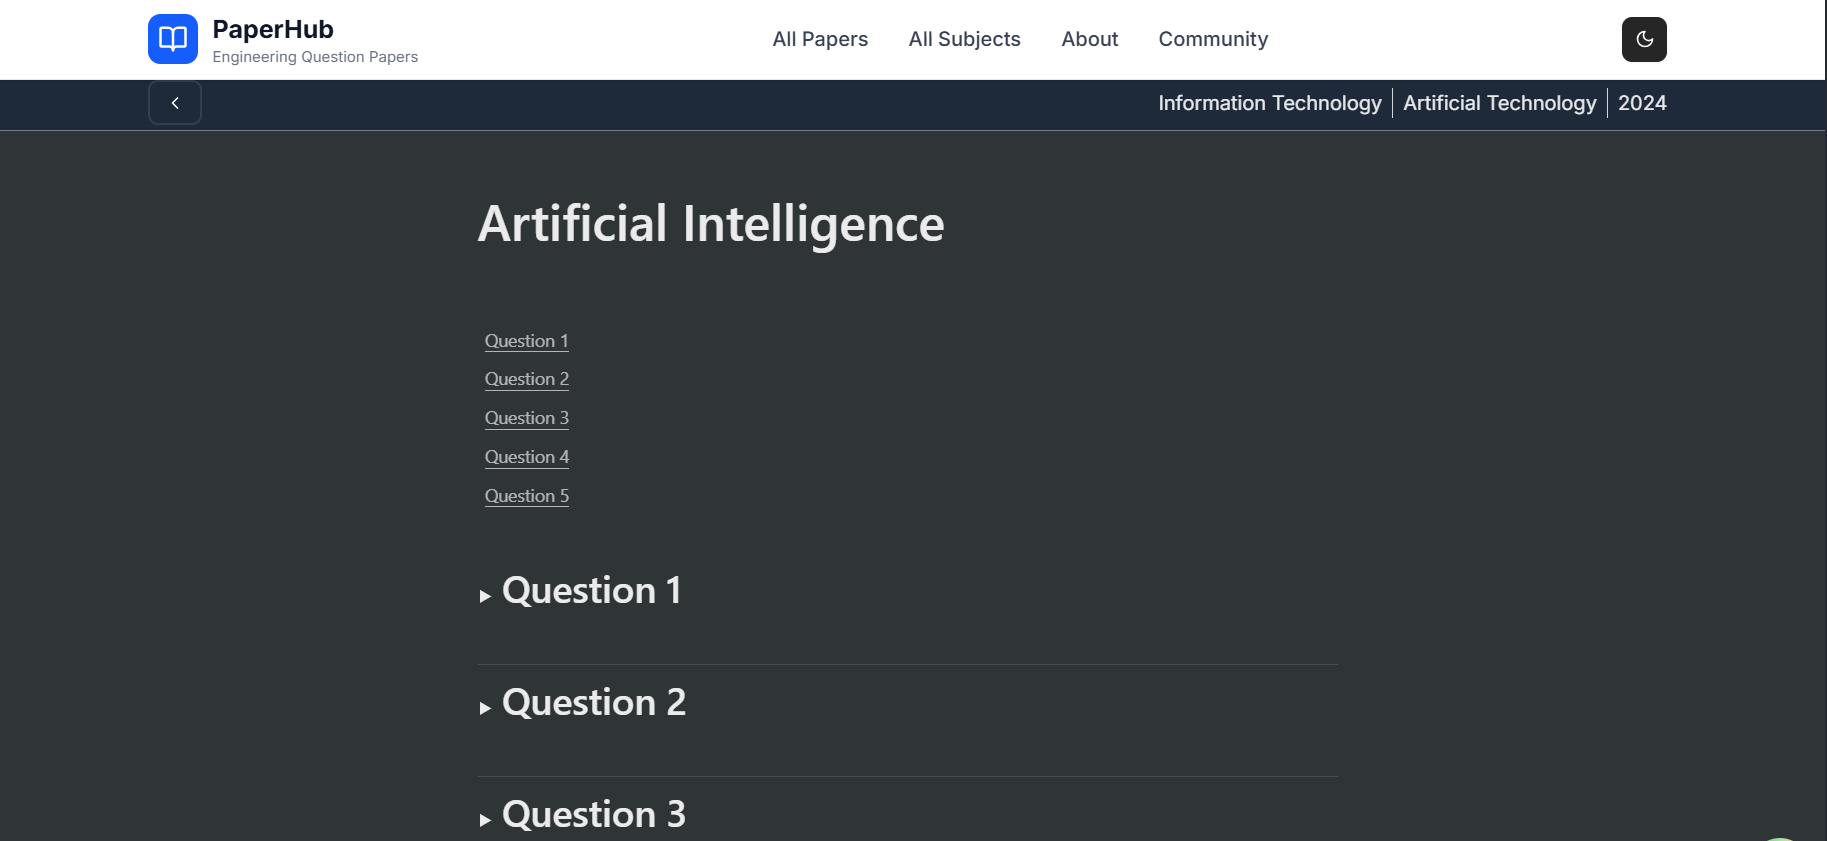 PaperHub
Engineering Question Papers
All Papers
All Subjects
About
Community
Information Technology
Artificial Technology
2024
Artificial Intelligence
Question 1
Question 2
Question 3
Question 4
Question 5
Question 1
Question 2
Question 3